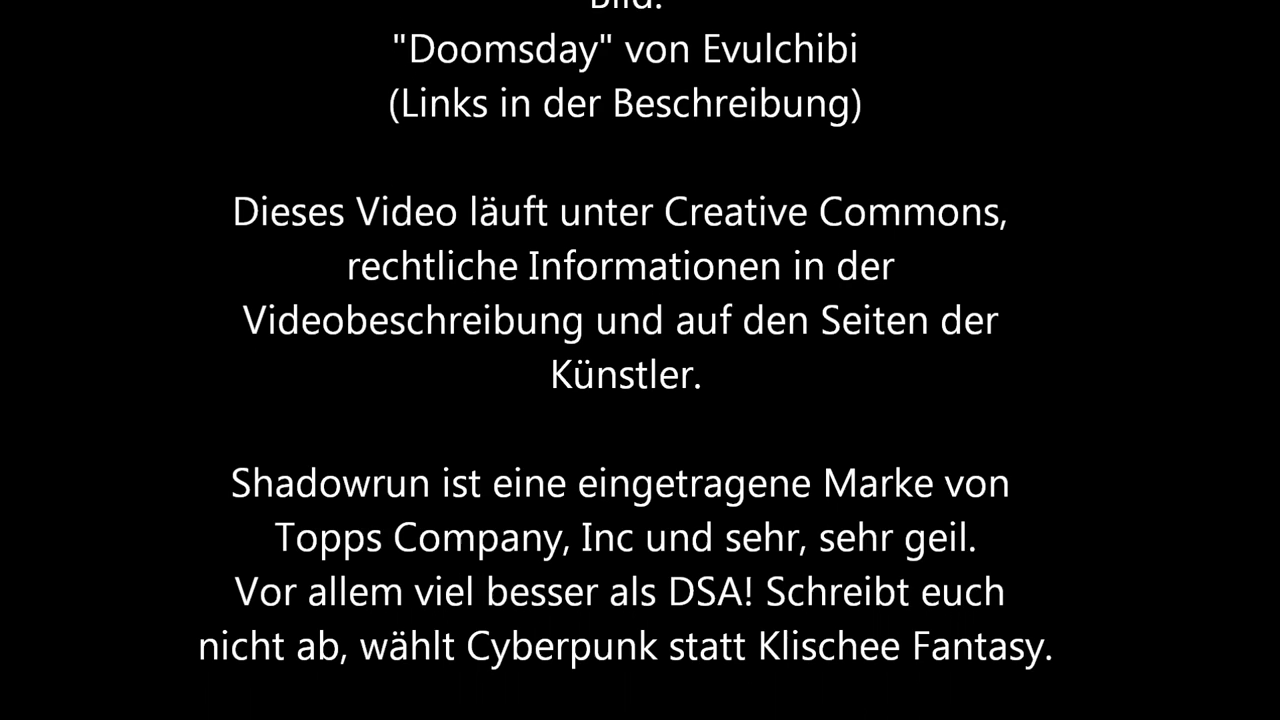 Bild:
"Doomsday" von Evulchibi
(Links in der Beschreibung)
Dieses Video läuft unter Creative Commons,
rechtliche Informationen in der
Videobeschreibung und auf den Seiten der
Künstler.
Shadowrun ist eine eingetragene Marke von
Topps Company, Inc und sehr, sehr geil.
Vor allem viel besser als DSA! Schreibt euch
nicht ab, wählt Cyberpunk statt Klischee Fantasy.